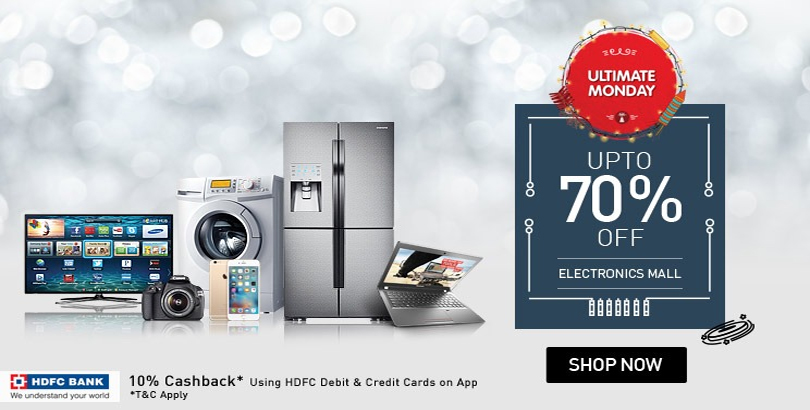 ULTIMATE
MONDAY
UPTO
70%
OFF
ELECTRONICS MALL
SHOP NOW
SAMSUNG
HDFC BANK
We understand your world
10% Cashback* Using HDFC Debit & Credit Cards on App
*T&C Apply